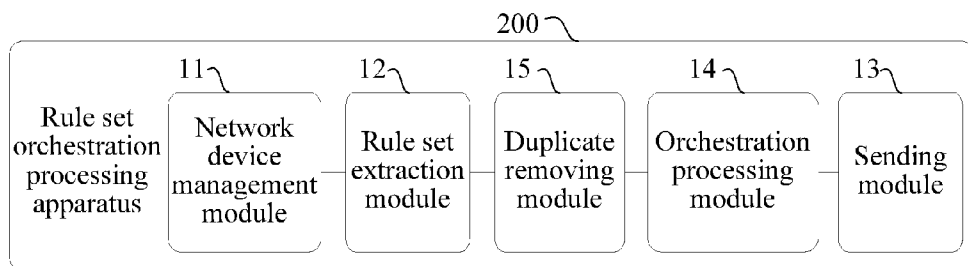 200
11
12
15
14
13
Rule set
orchestration
processing
apparatus
Network
device
management
module
Rule set
extraction
module
Duplicate
removing
module
Orchestration
processing
module
Sending
module